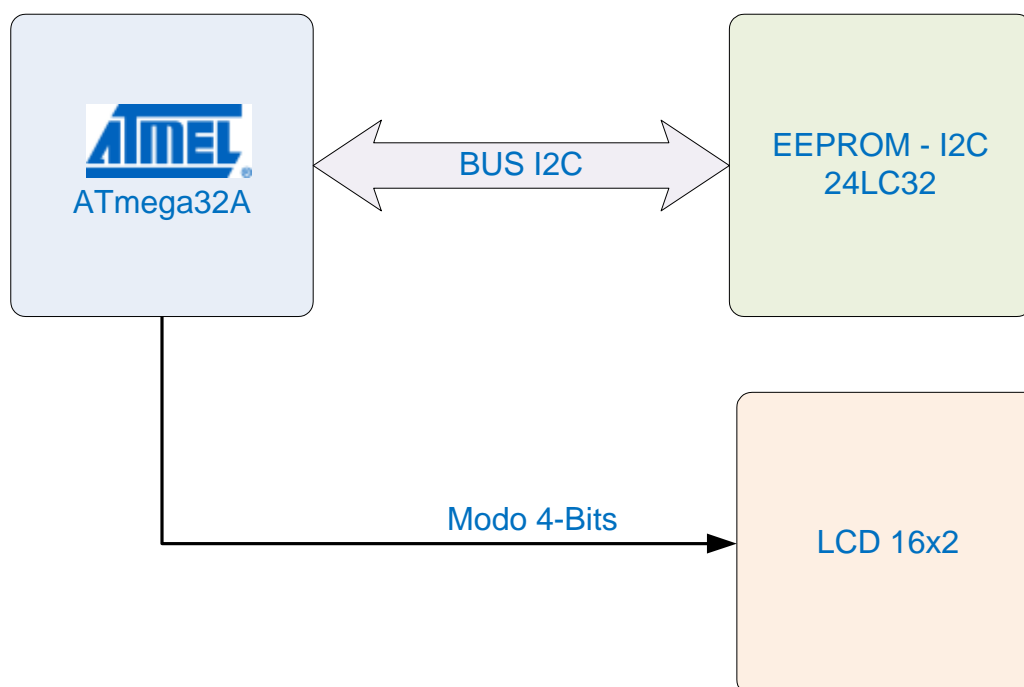 ATMEL®
ATmega32A
BUS I2C
EEPROM - I2C
24LC32
Modo 4-Bits
LCD 16x2